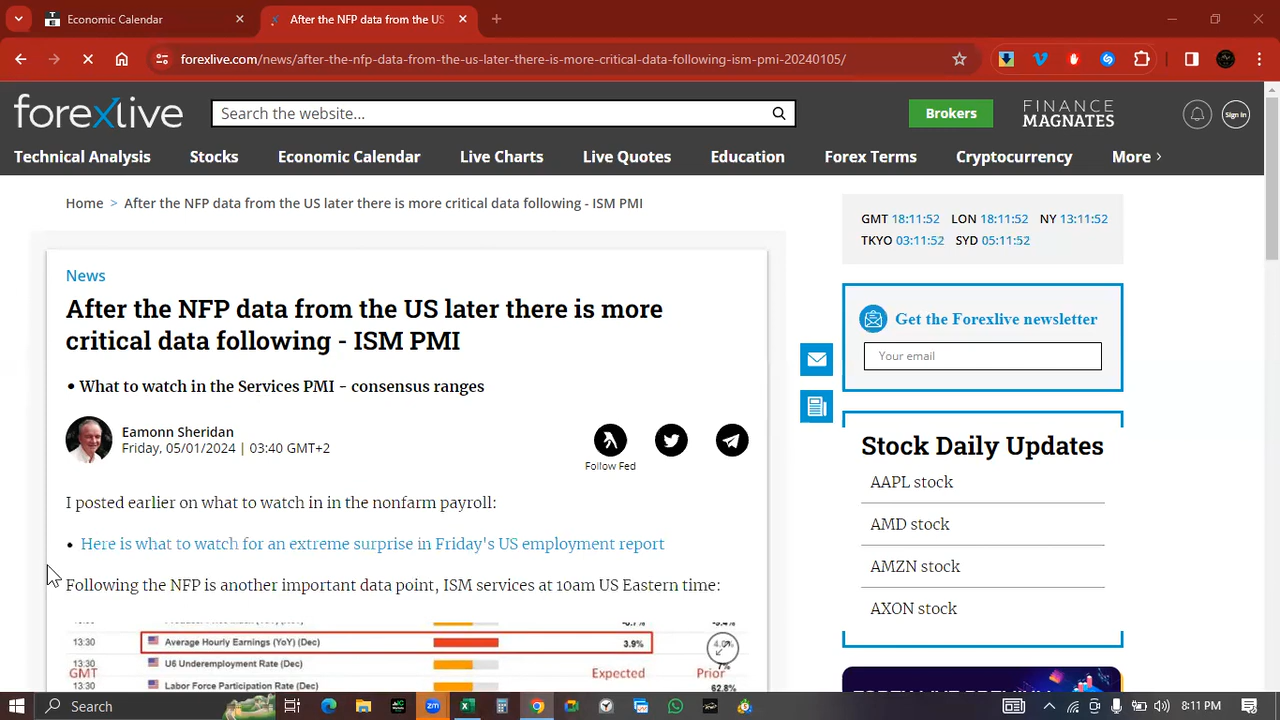 Economic Calendar
After the NFP data from the US
forexlive.com/news/after-the-nfp-data-from-the-us-later-there-is-more-critical-data-following-ism-pmi-20240105/
forexlive
Search the website...
Brokers
FINANCE
MAGNATES
Sign in
Technical Analysis
Stocks
Economic Calendar
Live Charts
Live Quotes
Education
Forex Terms
Cryptocurrency
More
Home > After the NFP data from the US later there is more critical data following - ISM PMI
GMT 18:11:52 LON 18:11:52 NY 13:11:52
TKYO 03:11:52 SYD 05:11:52
News
After the NFP data from the US later there is more
critical data following - ISM PMI
• What to watch in the Services PMI - consensus ranges
Eamonn Sheridan
Friday, 05/01/2024 | 03:40 GMT+2
Follow Fed
I posted earlier on what to watch in in the nonfarm payroll:
• Here is what to watch for an extreme surprise in Friday's US employment report
Following the NFP is another important data point, ISM services at 10am US Eastern time:
13:30 Average Hourly Earnings (YoY) (Dec) 3.9% 4.0%
13:30 U6 Underemployment Rate (Dec)
GMT Expected Prior
13:30 Labor Force Participation Rate (Dec) 62.8%
Get the Forexlive newsletter
Your email
Stock Daily Updates
AAPL stock
AMD stock
AMZN stock
AXON stock
Search
8:11 PM